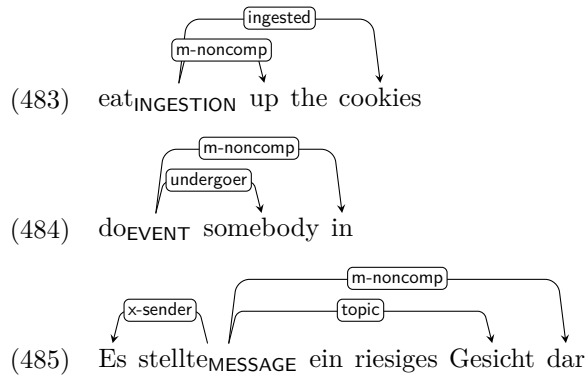 ingested
m-noncomp
(483) eatINGESTION up the cookies
m-noncomp
undergoer
(484) doEVENT somebody in
m-noncomp
x-sender topic
(485) Es stellteMESSAGE ein riesiges Gesicht dar